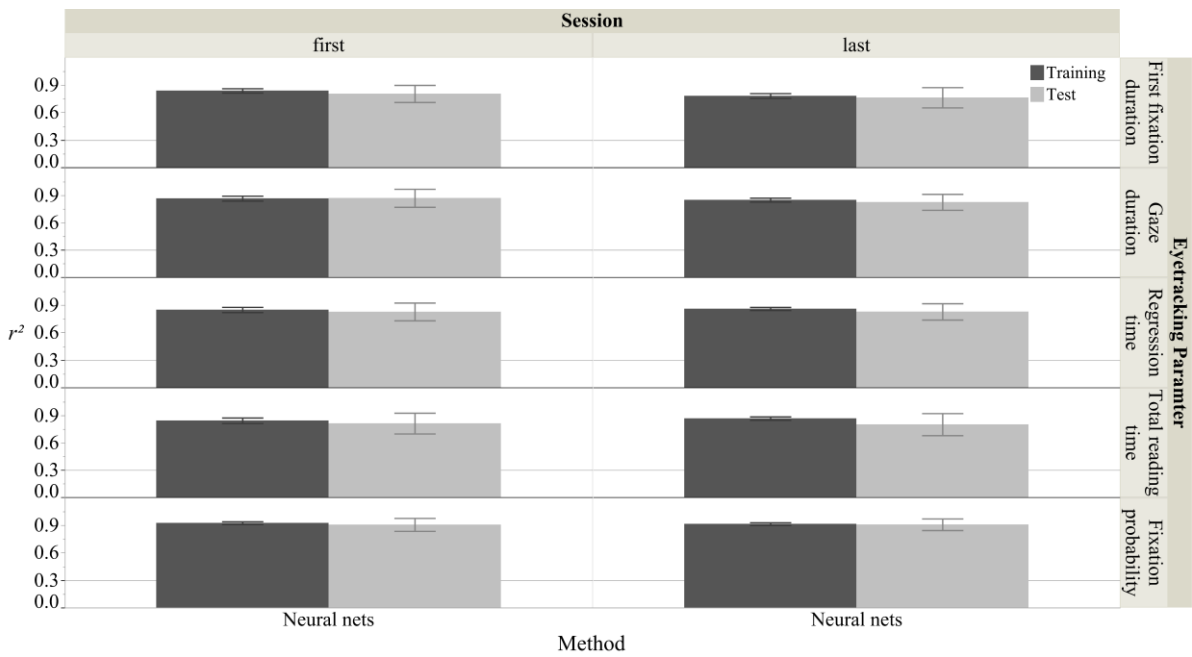 Session
first
last
Training
Test
0.9
0.6
0.3
0.0
First fixation
duration
0.9
0.6
0.3
0.0
Gaze
duration
r²
0.9
0.6
0.3
0.0
Regression
time
0.9
0.6
0.3
0.0
Total reading
time
0.9
0.6
0.3
0.0
Fixation
probability
Eyetracking Paramter
Neural nets
Neural nets
Method